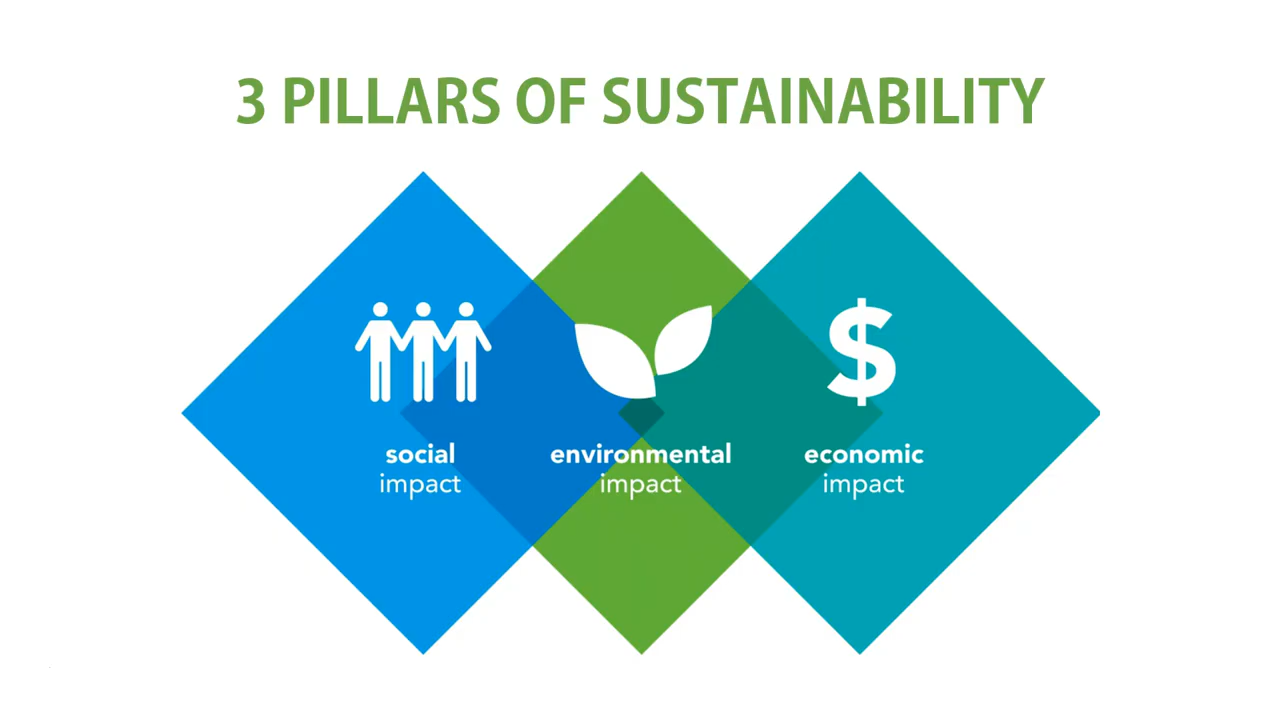 3 PILLARS OF SUSTAINABILITY
$
social
impact
environmental
impact
economic
impact